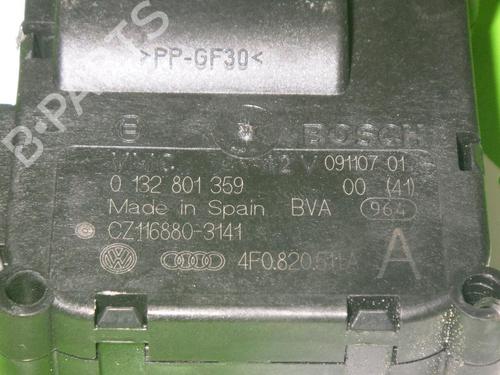 B-PARTS
>PP-GF30<
BOSCH
12 V 091107 01
0 132 801 359 00 (41)
Made in Spain BVA 964
CZ116880-3141
4F0.820.511A A